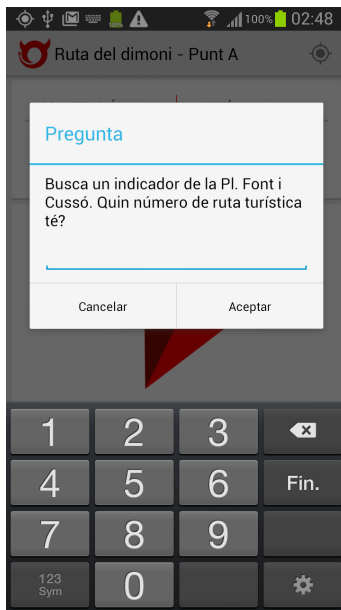 100% 02:48
Ruta del dimoni - Punt A
Pregunta
Busca un indicador de la Pl. Font i
Cussó. Quin número de ruta turística
té?
Cancelar Aceptar
1 2 3
4 5 6 Fin.
7 8 9
123
Sym
0